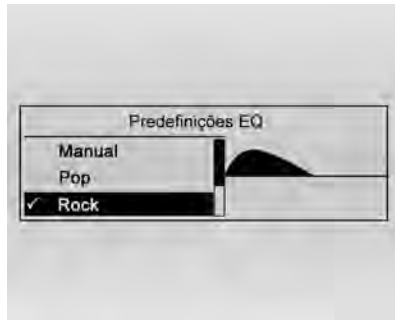 Predefinições EQ
Manual
Pop
✓ Rock